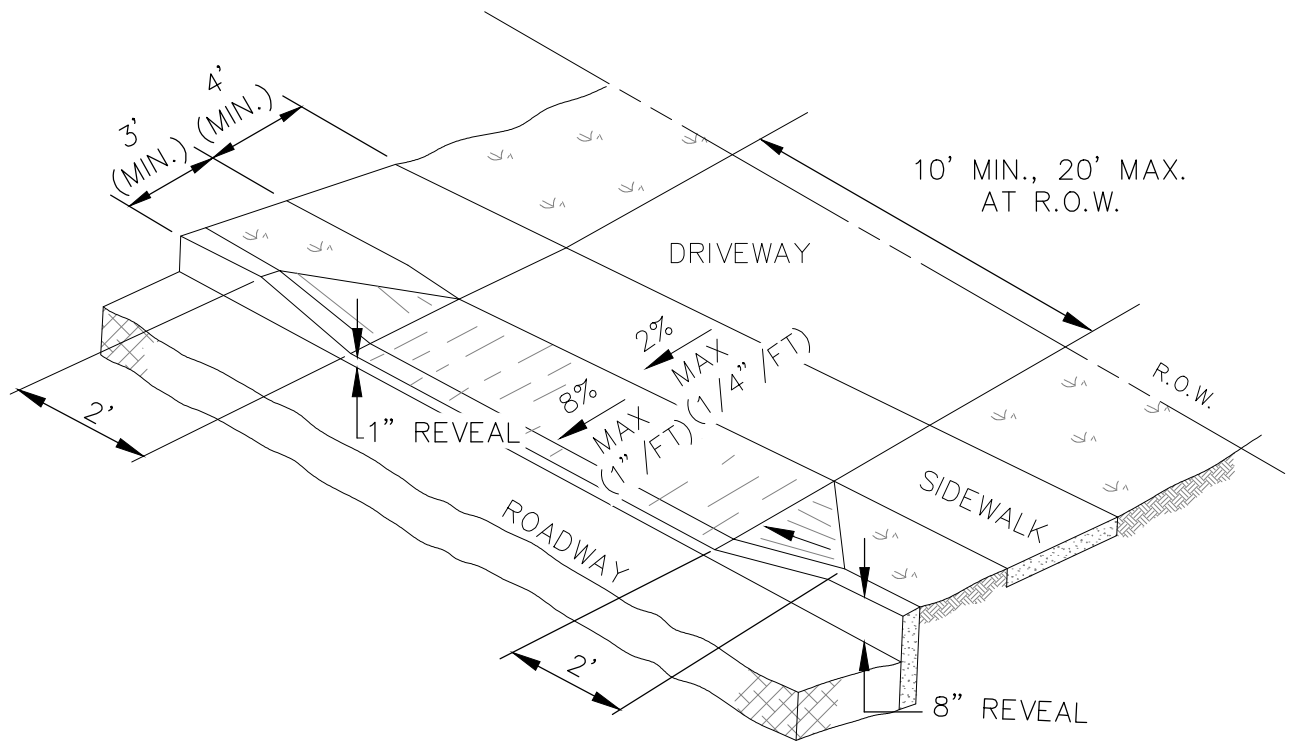 4'
(MIN.)
3'
(MIN.)
10' MIN., 20' MAX.
AT R.O.W.
DRIVEWAY
2%
MAX
(1/4" /FT)
8%
MAX
(1" /FT)
R.O.W.
2'
1" REVEAL
SIDEWALK
ROADWAY
2'
8" REVEAL